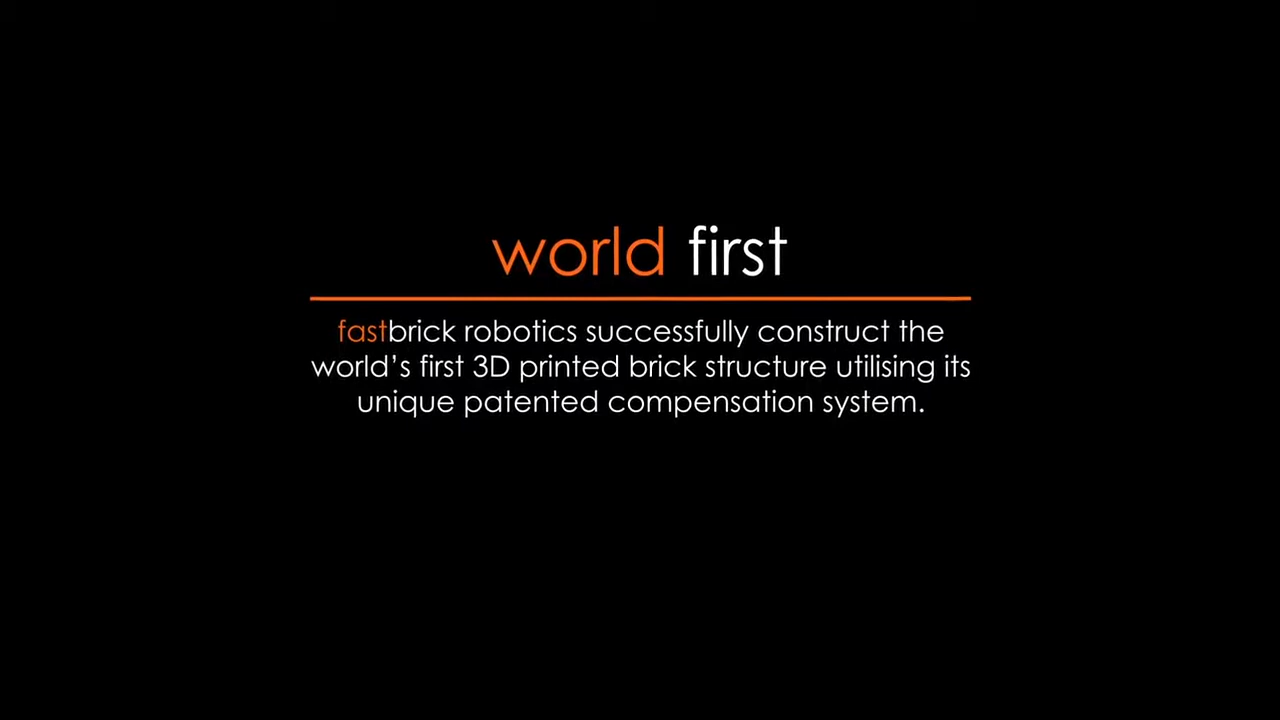 world first
fastbrick robotics successfully construct the
world’s first 3D printed brick structure utilising its
unique patented compensation system.